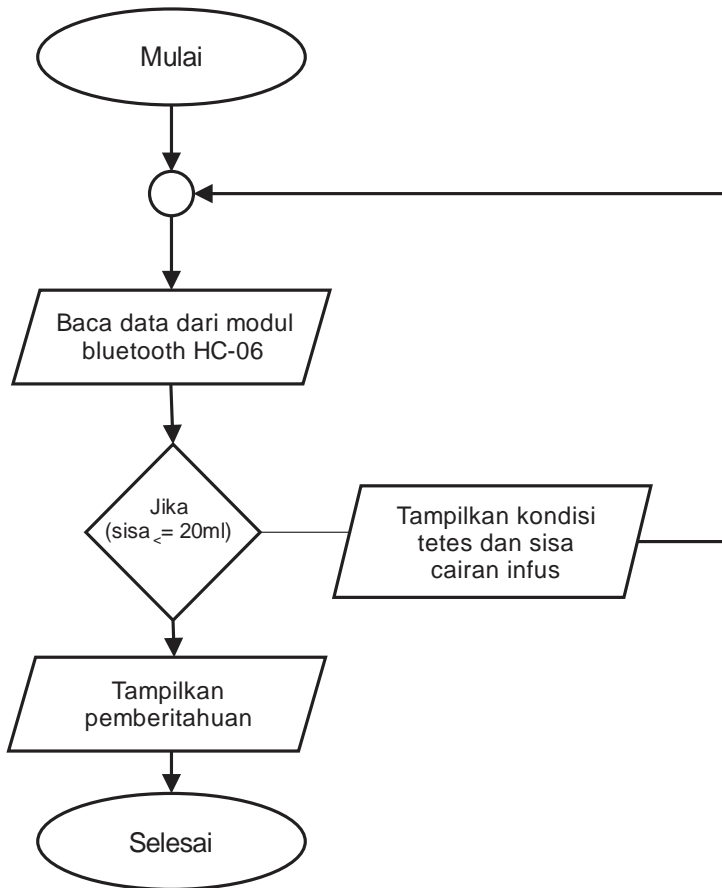 Mulai
Baca data dari modul
bluetooth HC-06
Jika
(sisa <= 20ml)
Tampilkan kondisi
tetes dan sisa
cairan infus
Tampilkan
pemberitahuan
Selesai